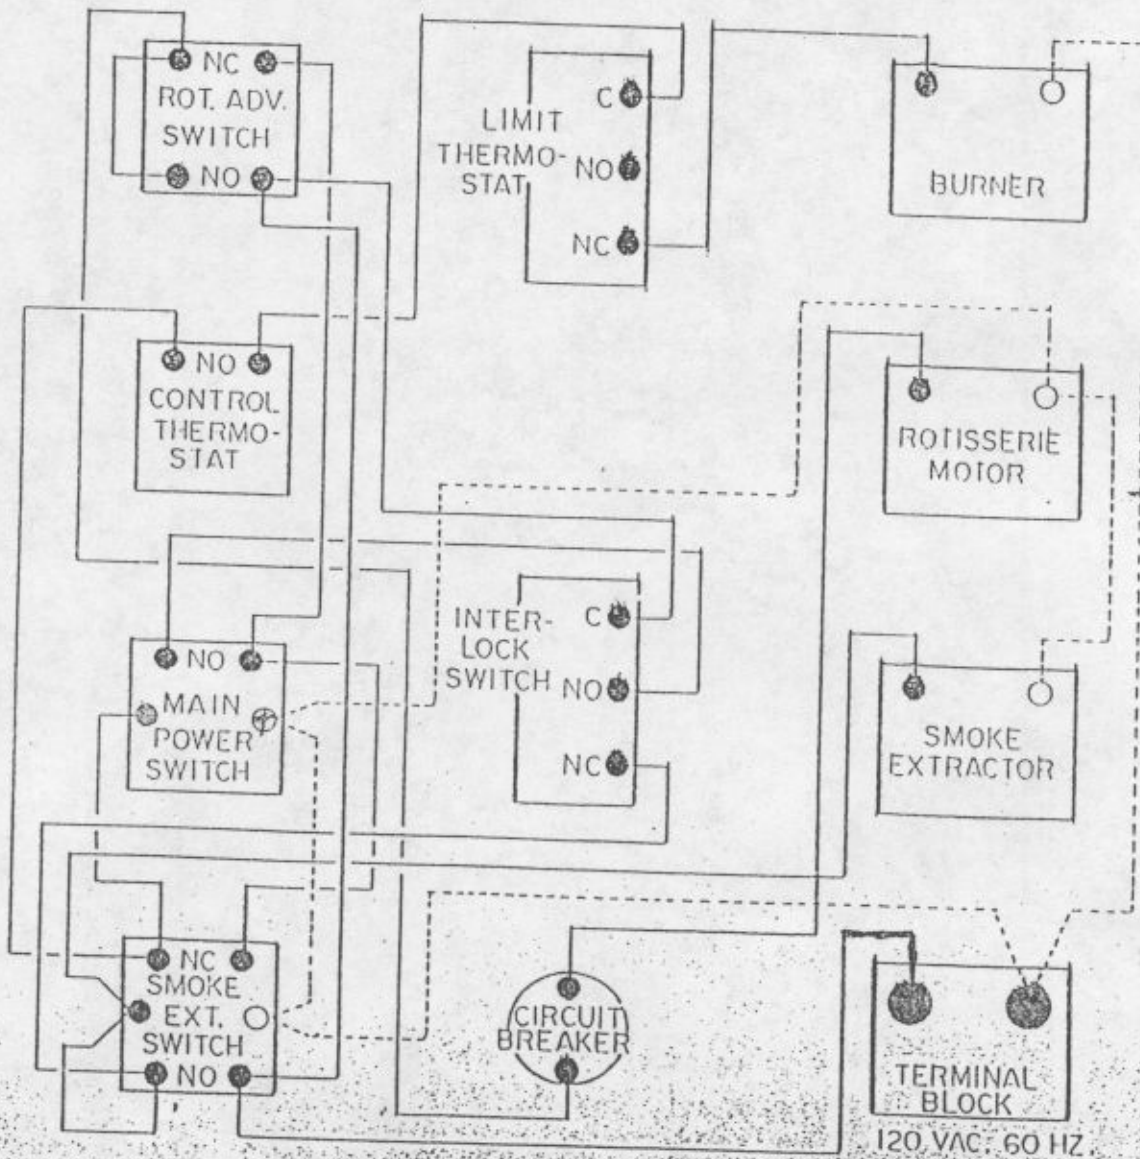 NC
ROT. ADV.
SWITCH
NO
LIMIT
THERMO-
STAT
C
NO
NC
BURNER
NO
CONTROL
THERMO-
STAT
ROTISSERIE
MOTOR
NO
MAIN
POWER
SWITCH
INTER-
LOCK
SWITCH
C
NO
NC
SMOKE
EXTRACTOR
NC
SMOKE
EXT.
SWITCH
NO
CIRCUIT
BREAKER
TERMINAL
BLOCK
120 VAC, 60 HZ.